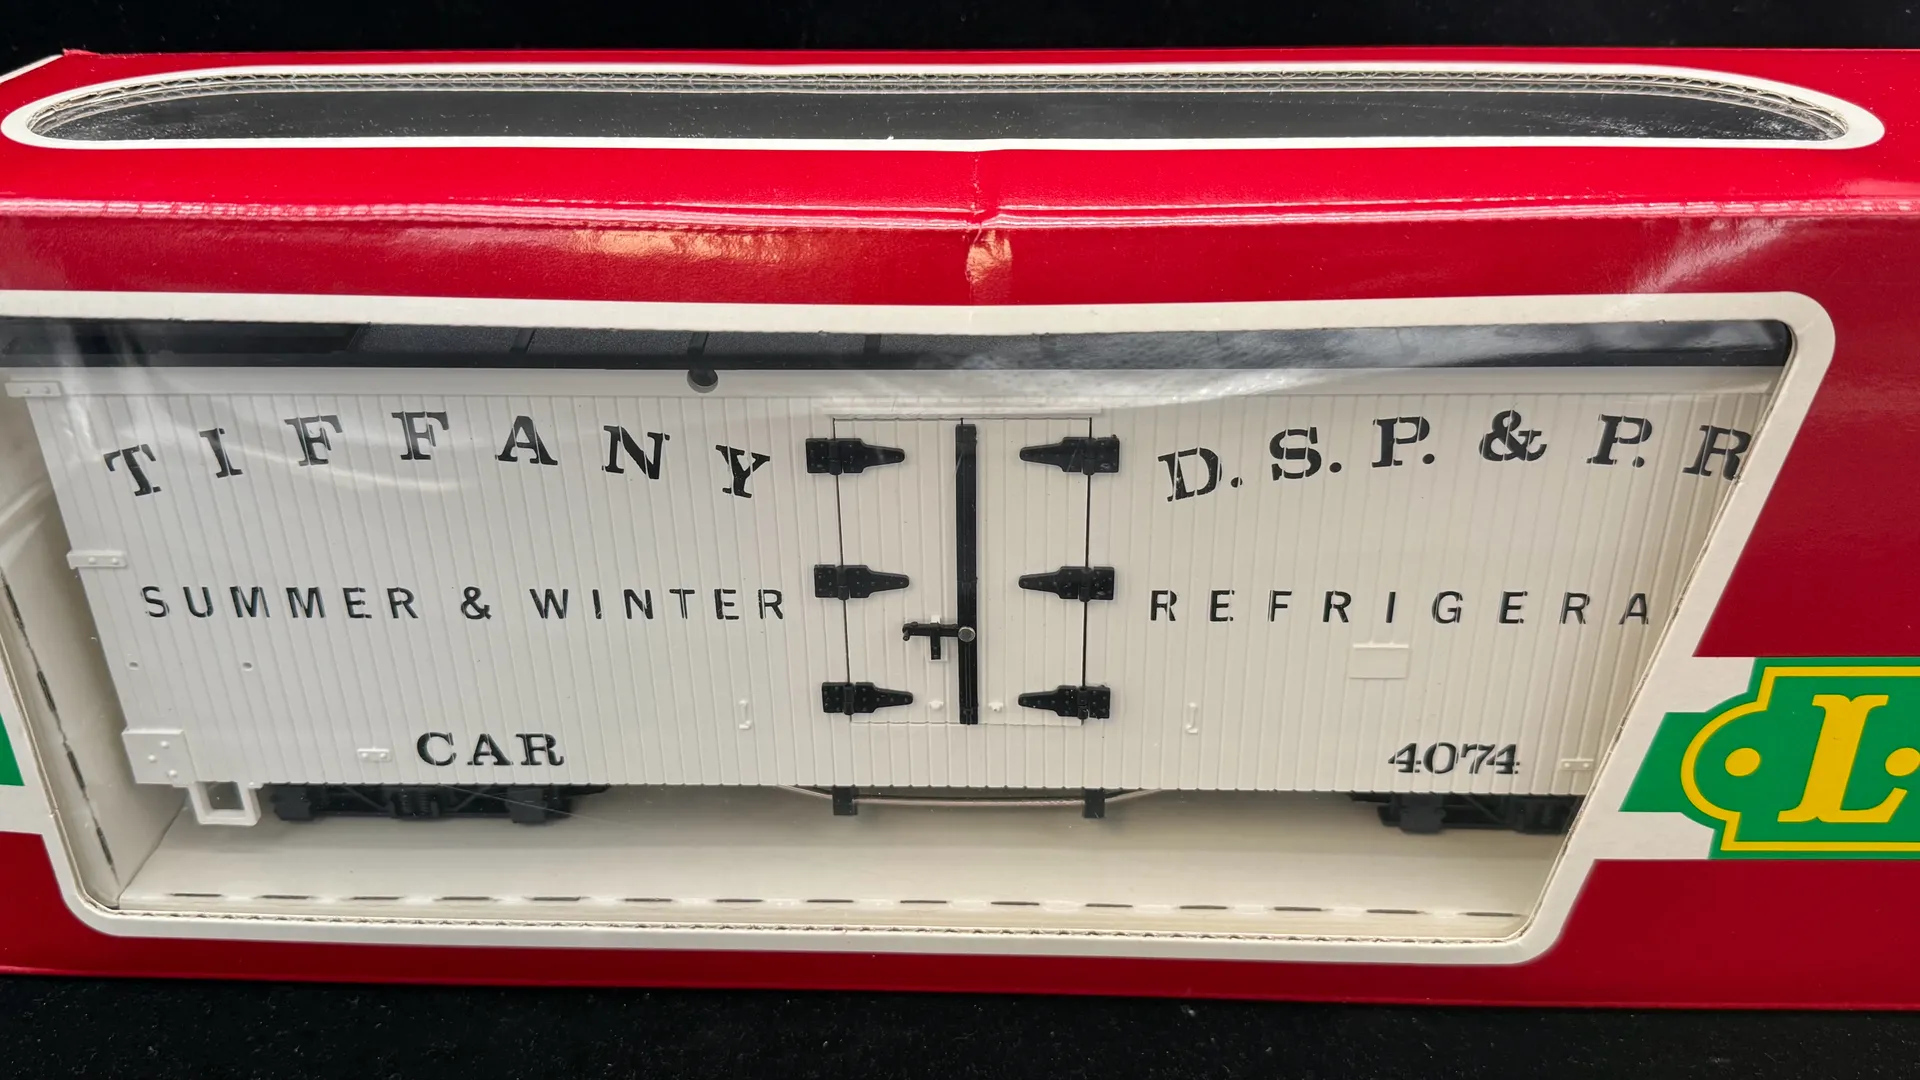 TIFFANY D.S.P. & P.R
SUMMER & WINTER REFRIGERA
CAR 4074
L